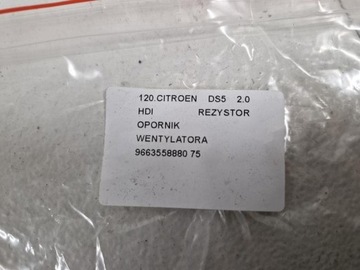 120.CITROEN DS5 2.0
HDI REZYSTOR
OPORNIK
WENTYLATORA
9663558880 75